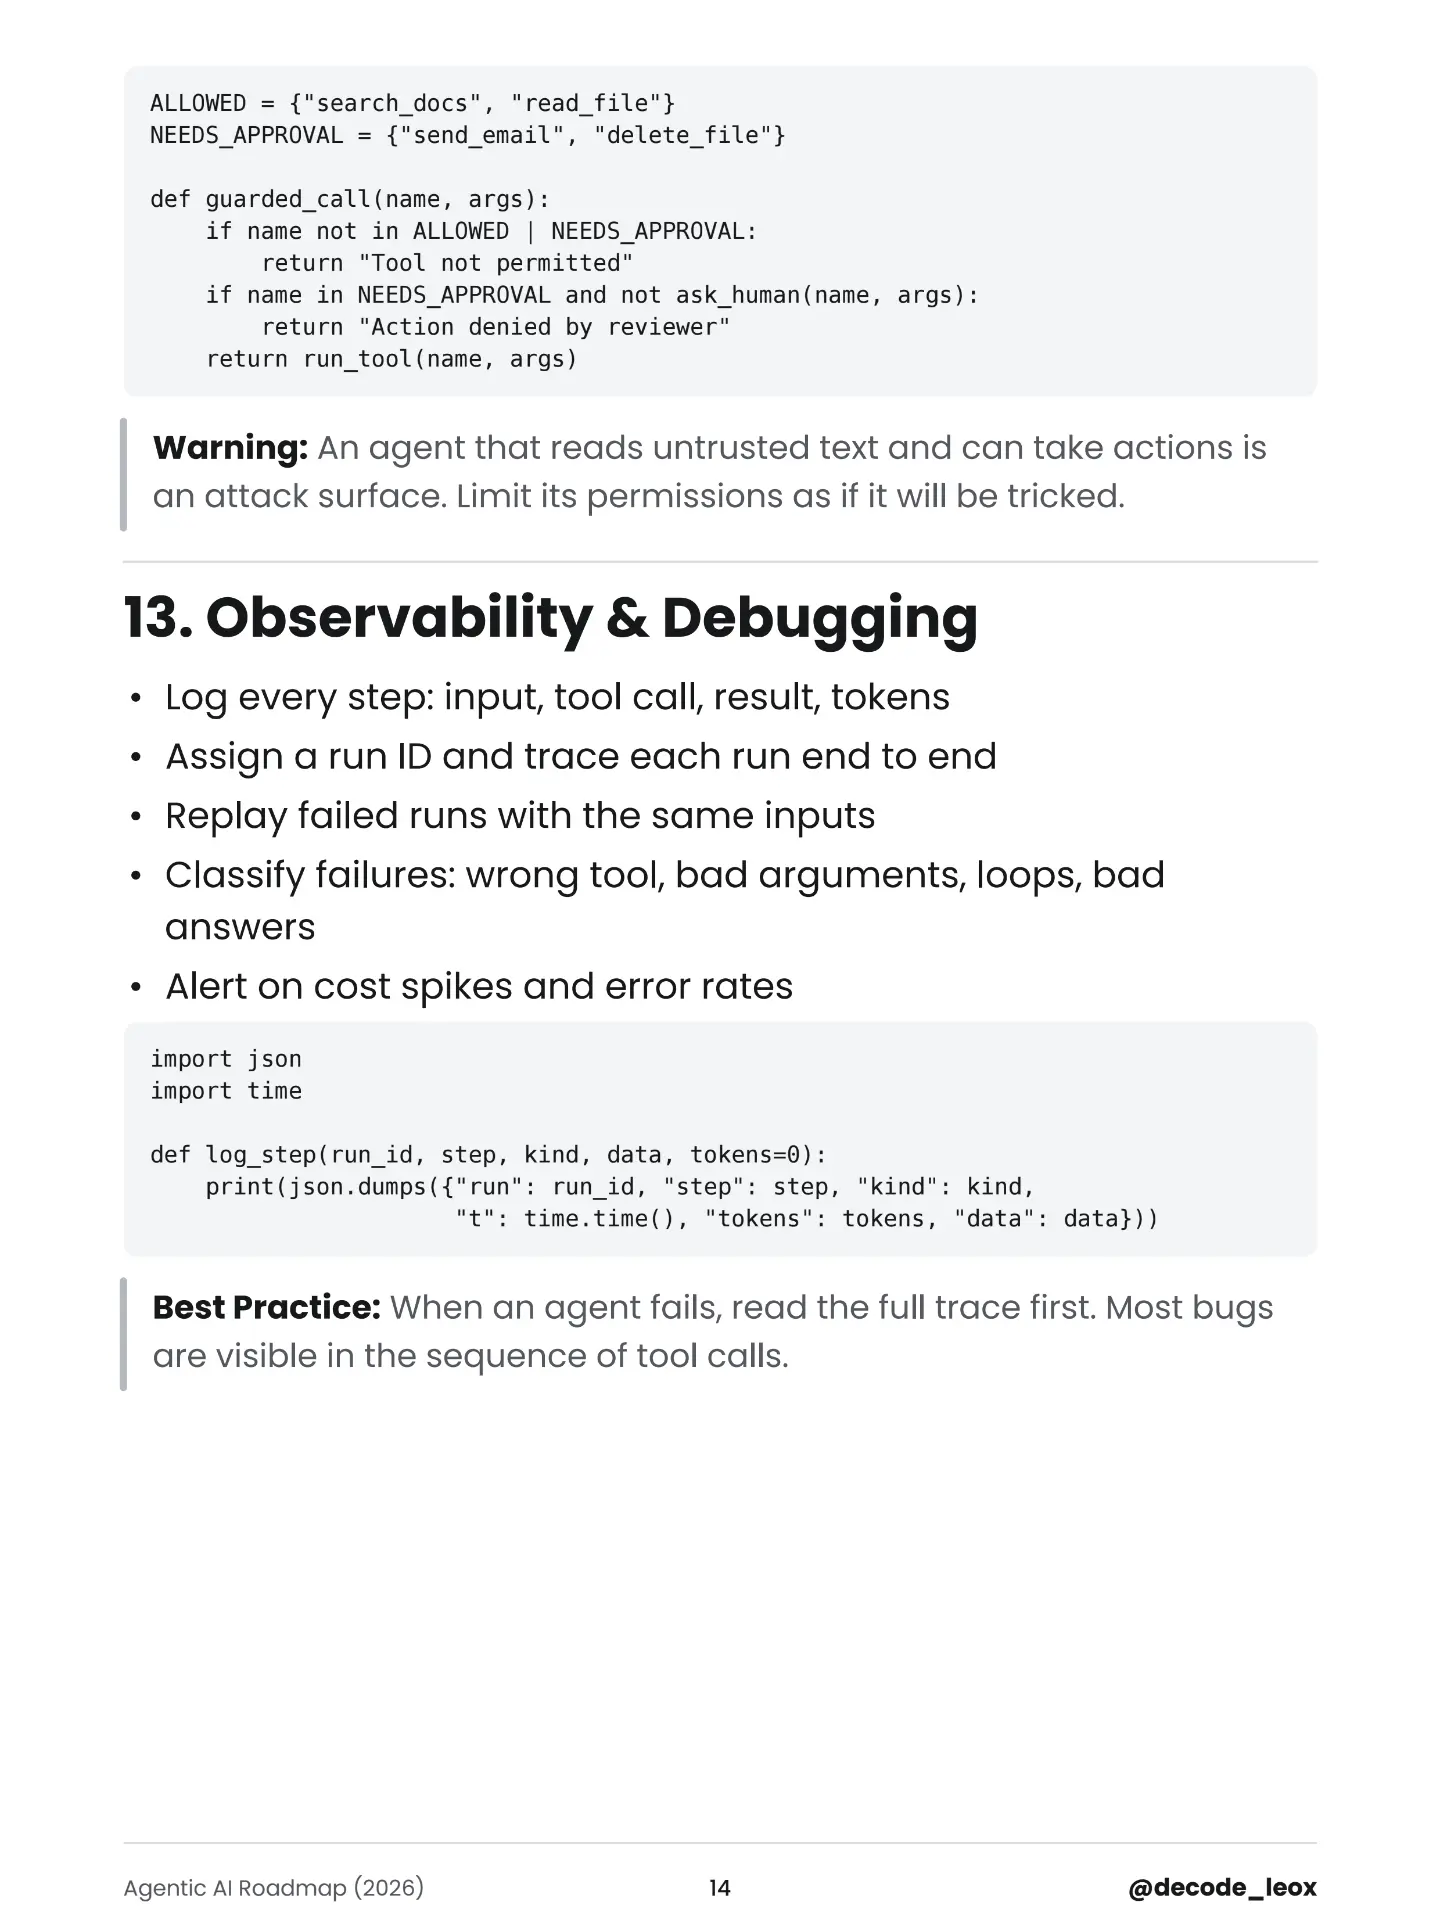 ALLOWED = {"search_docs", "read_file"}
NEEDS_APPROVAL = {"send_email", "delete_file"}

def guarded_call(name, args):
    if name not in ALLOWED | NEEDS_APPROVAL:
        return "Tool not permitted"
    if name in NEEDS_APPROVAL and not ask_human(name, args):
        return "Action denied by reviewer"
    return run_tool(name, args)
Warning: An agent that reads untrusted text and can take actions is
an attack surface. Limit its permissions as if it will be tricked.
13. Observability & Debugging
• Log every step: input, tool call, result, tokens
• Assign a run ID and trace each run end to end
• Replay failed runs with the same inputs
• Classify failures: wrong tool, bad arguments, loops, bad
answers
• Alert on cost spikes and error rates
import json
import time

def log_step(run_id, step, kind, data, tokens=0):
    print(json.dumps({"run": run_id, "step": step, "kind": kind,
                      "t": time.time(), "tokens": tokens, "data": data}))
Best Practice: When an agent fails, read the full trace first. Most bugs
are visible in the sequence of tool calls.
Agentic AI Roadmap (2026) 14 @decode_leox